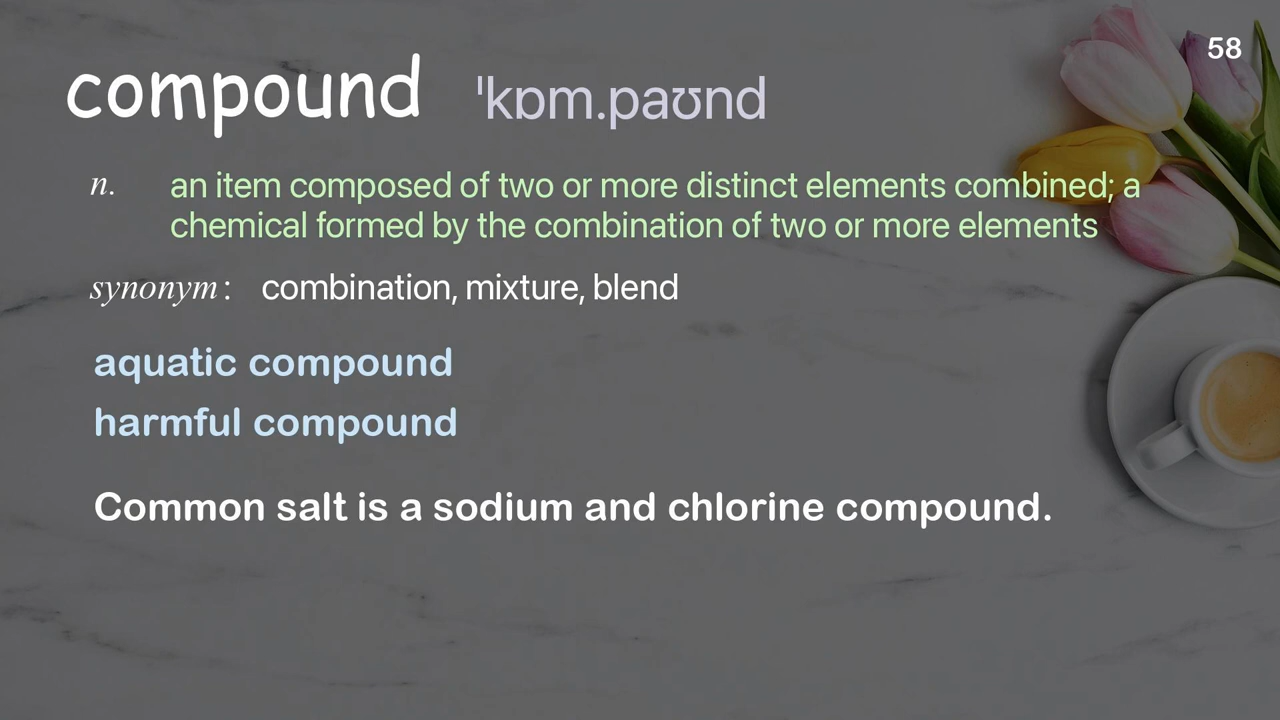 58
compound ˈkɒm.paʊnd
n. an item composed of two or more distinct elements combined; a
chemical formed by the combination of two or more elements
synonym: combination, mixture, blend
aquatic compound
harmful compound
Common salt is a sodium and chlorine compound.